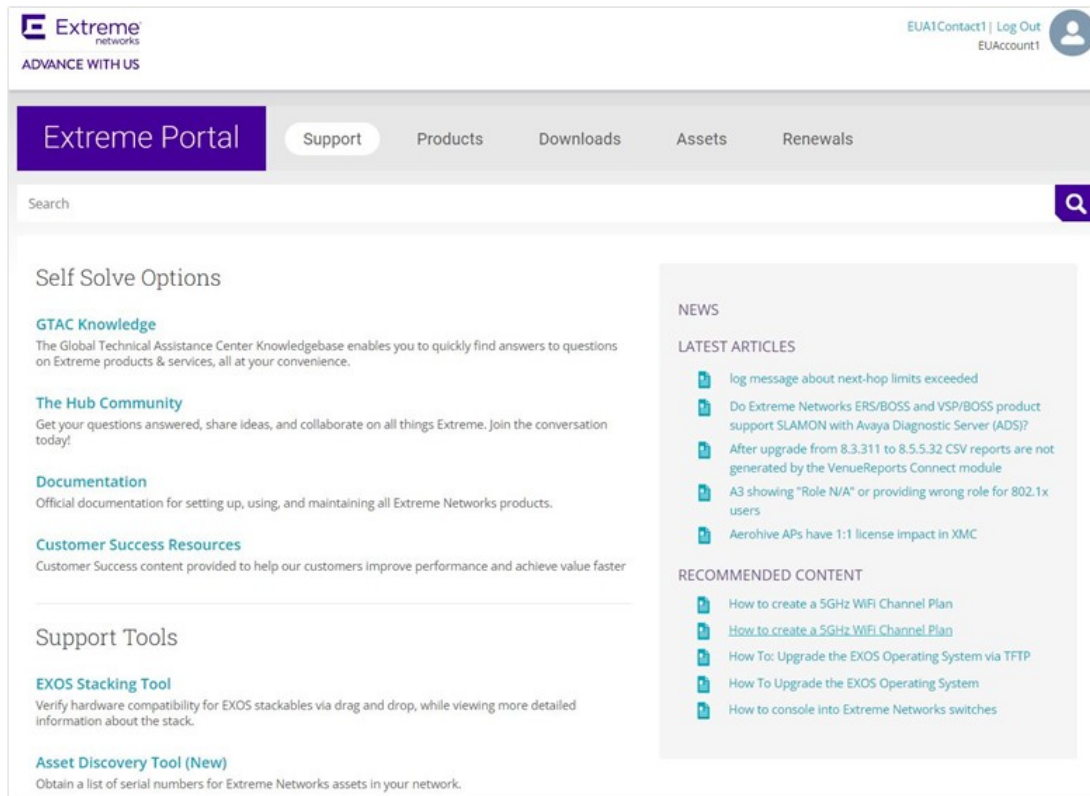 Extreme
networks
ADVANCE WITH US
EUA1Contact1| Log Out
EUAccount1
Extreme Portal
Support
Products
Downloads
Assets
Renewals
Search
Self Solve Options
GTAC Knowledge
The Global Technical Assistance Center Knowledgebase enables you to quickly find answers to questions
on Extreme products & services, all at your convenience.
The Hub Community
Get your questions answered, share ideas, and collaborate on all things Extreme. Join the conversation
today!
Documentation
Official documentation for setting up, using, and maintaining all Extreme Networks products.
Customer Success Resources
Customer Success content provided to help our customers improve performance and achieve value faster
Support Tools
EXOS Stacking Tool
Verify hardware compatibility for EXOS stackables via drag and drop, while viewing more detailed
information about the stack.
Asset Discovery Tool (New)
Obtain a list of serial numbers for Extreme Networks assets in your network.
NEWS
LATEST ARTICLES
log message about next-hop limits exceeded
Do Extreme Networks ERS/BOSS and VSP/BOSS product
support SLAMON with Avaya Diagnostic Server (ADS)?
After upgrade from 8.3.311 to 8.5.5.32 CSV reports are not
generated by the VenueReports Connect module
A3 showing "Role N/A" or providing wrong role for 802.1x
users
Aerohive APs have 1:1 license impact in XMC
RECOMMENDED CONTENT
How to create a 5GHz WiFi Channel Plan
How to create a 5GHz WiFi Channel Plan
How To: Upgrade the EXOS Operating System via TFTP
How To Upgrade the EXOS Operating System
How to console into Extreme Networks switches